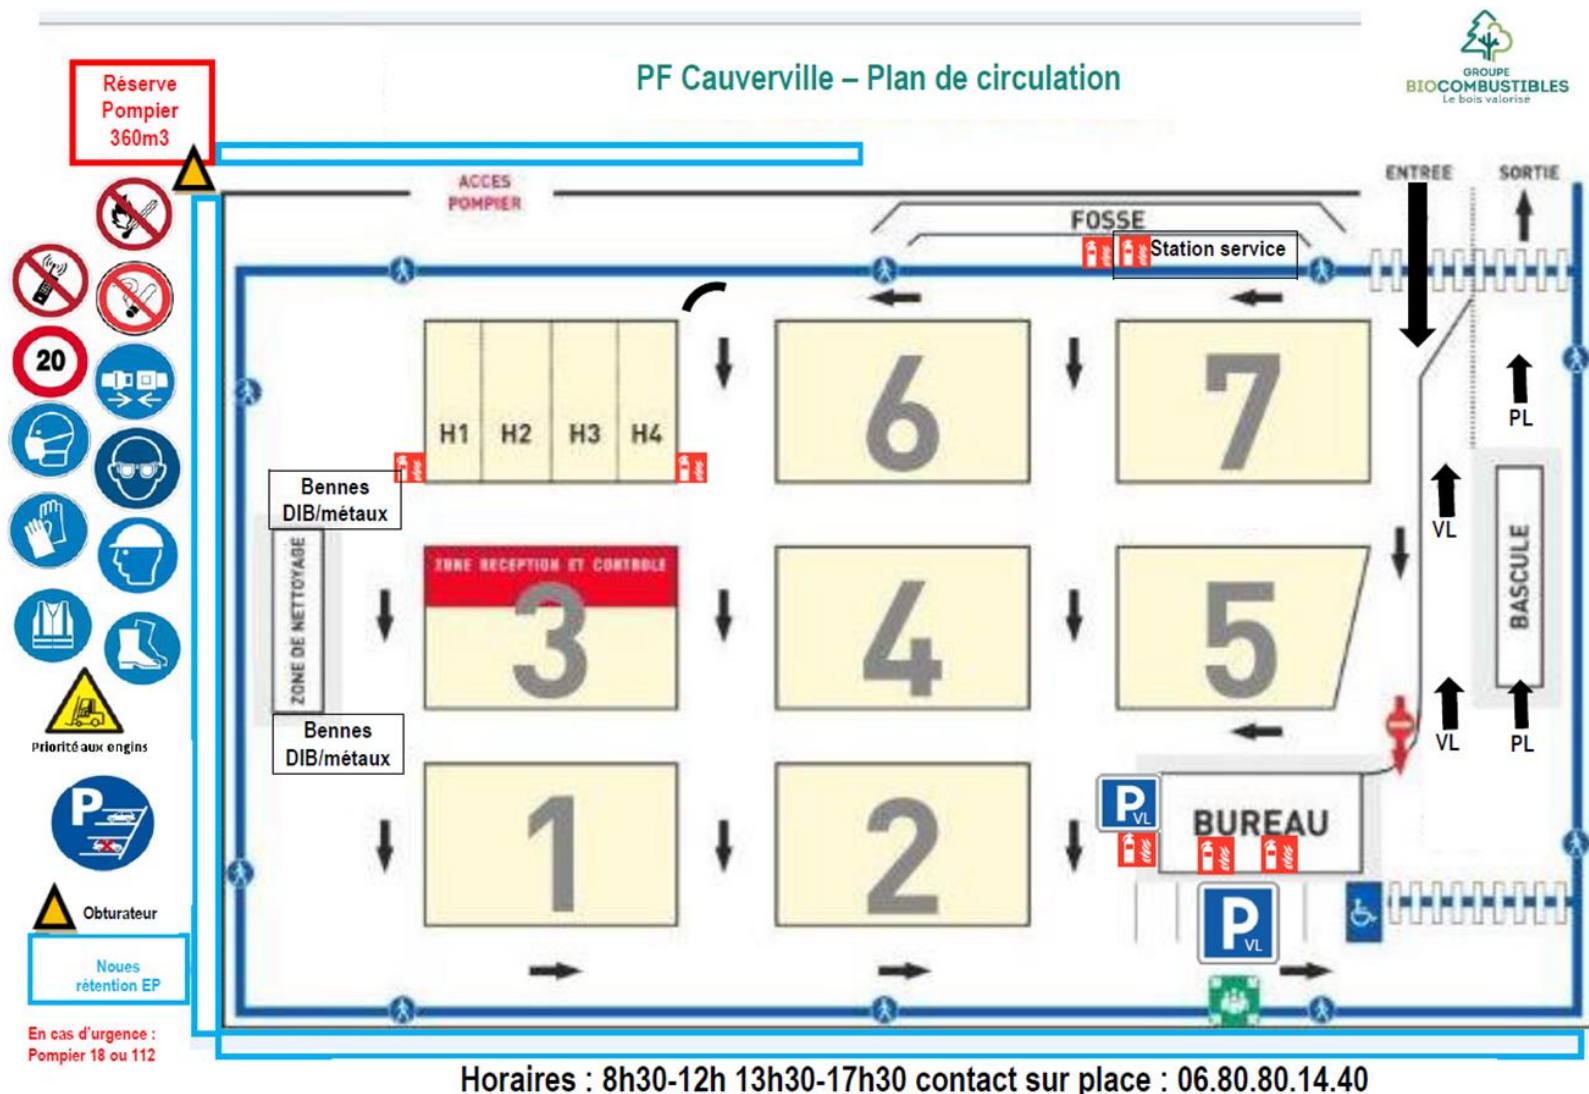 PF Cauverville – Plan de circulation
GROUPE
BIOCOMBUSTIBLES
Le bois valorisé
Réserve
Pompier
360m3
ACCES
POMPIER
ENTREE
SORTIE
FOSSE
Station service
20
H1
H2
H3
H4
6
7
PL
VL
Bennes
DIB/métaux
ZONE DE NETTOYAGE
ZONE RECEPTION ET CONTROLE
3
4
5
BASCULE
VL
PL
Priorité aux engins
Bennes
DIB/métaux
1
2
P
VL
BUREAU
P
P
VL
Obturateur
Noues
rétention EP
En cas d'urgence :
Pompier 18 ou 112
Horaires : 8h30-12h 13h30-17h30 contact sur place : 06.80.80.14.40